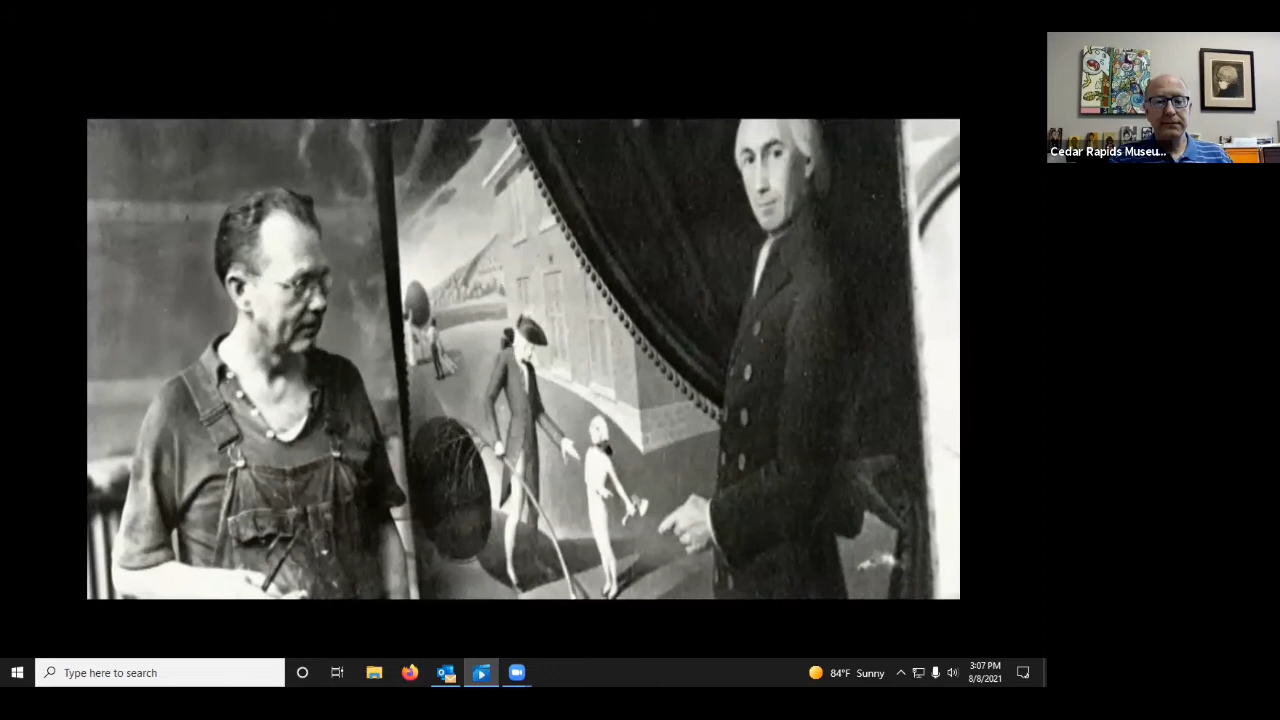 Cedar Rapids Museu...
Type here to search
84°F Sunny
3:07 PM
8/8/2021